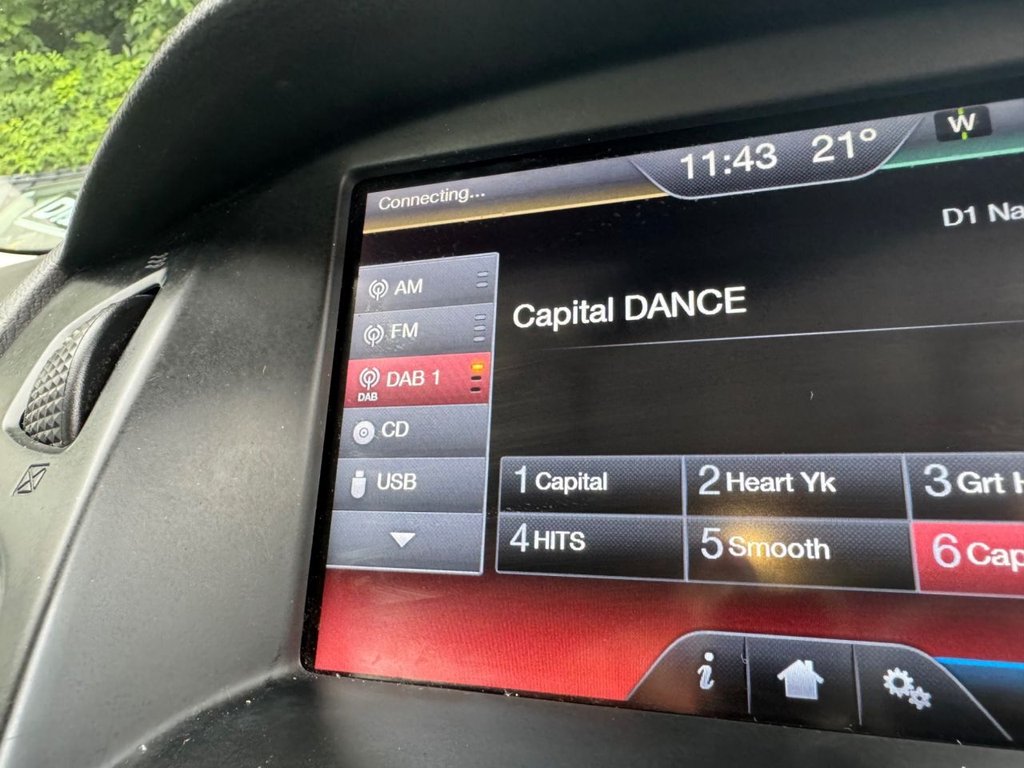 Connecting...
11:43
21°
W
D1 Na
AM
FM
DAB 1
DAB
CD
USB
Capital DANCE
1 Capital
2 Heart Yk
3 Grt H
4 HITS
5 Smooth
6 Cap
i